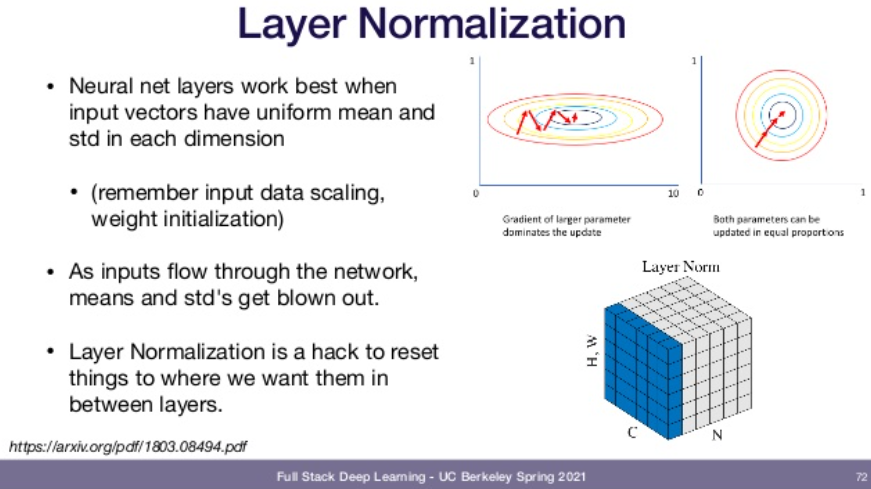 Layer Normalization
• Neural net layers work best when
input vectors have uniform mean and
std in each dimension
• (remember input data scaling,
weight initialization)
• As inputs flow through the network,
means and std's get blown out.
• Layer Normalization is a hack to reset
things to where we want them in
between layers.
1
0
10
Gradient of larger parameter
dominates the update
1
0
1
Both parameters can be
updated in equal proportions
Layer Norm
H, W
C
N
https://arxiv.org/pdf/1803.08494.pdf
Full Stack Deep Learning - UC Berkeley Spring 2021
72